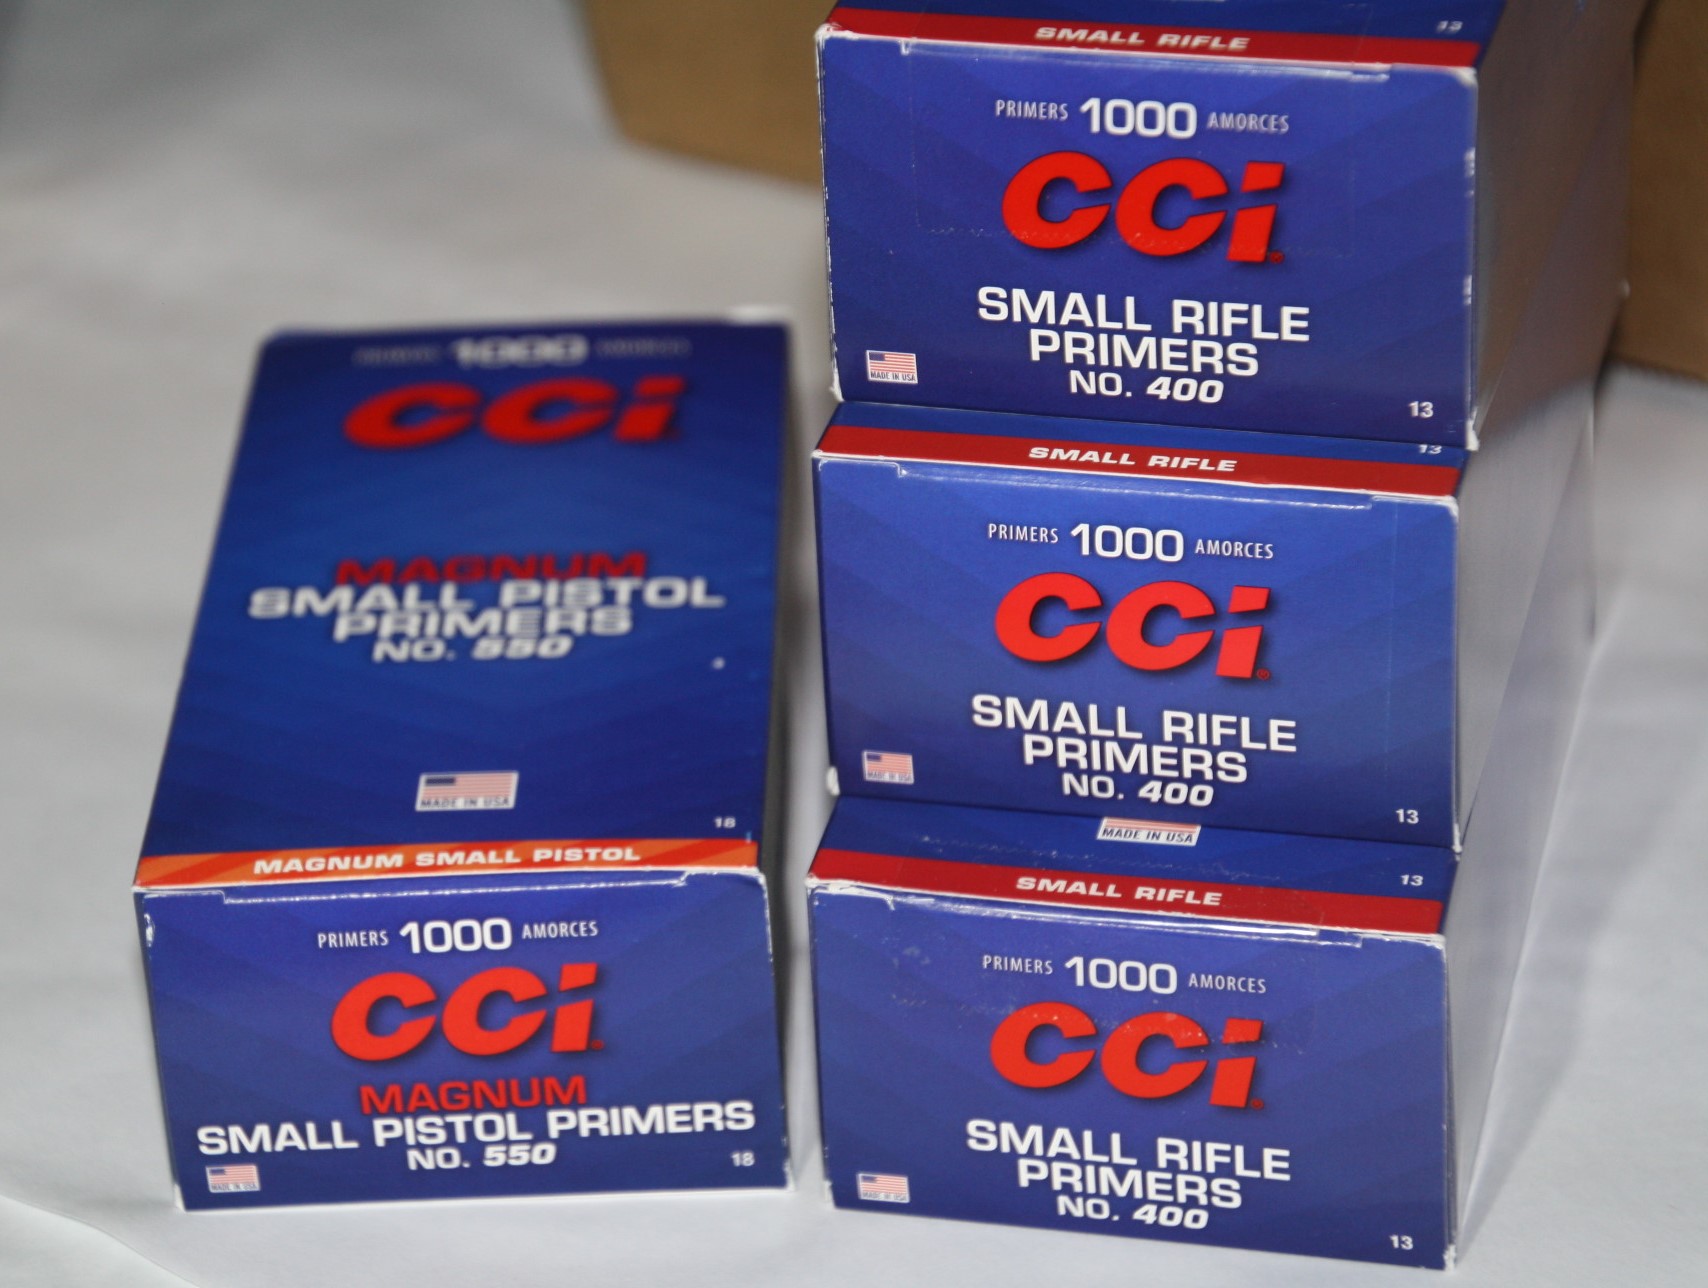 PRIMERS 1000 AMORCES
CCi
MAGNUM
SMALL PISTOL
PRIMERS
NO. 550
MADE IN USA
18
MAGNUM SMALL PISTOL
PRIMERS 1000 AMORCES
CCi®
MAGNUM
SMALL PISTOL PRIMERS
NO. 550
MADE IN USA
18
13
SMALL RIFLE
PRIMERS 1000 AMORCES
CCi®
SMALL RIFLE
PRIMERS
NO. 400
MADE IN USA
13
13
SMALL RIFLE
PRIMERS 1000 AMORCES
CCi®
SMALL RIFLE
PRIMERS
NO. 400
MADE IN USA
13
MADE IN USA
13
SMALL RIFLE
PRIMERS 1000 AMORCES
CCi®
SMALL RIFLE
PRIMERS
NO. 400
MADE IN USA
13